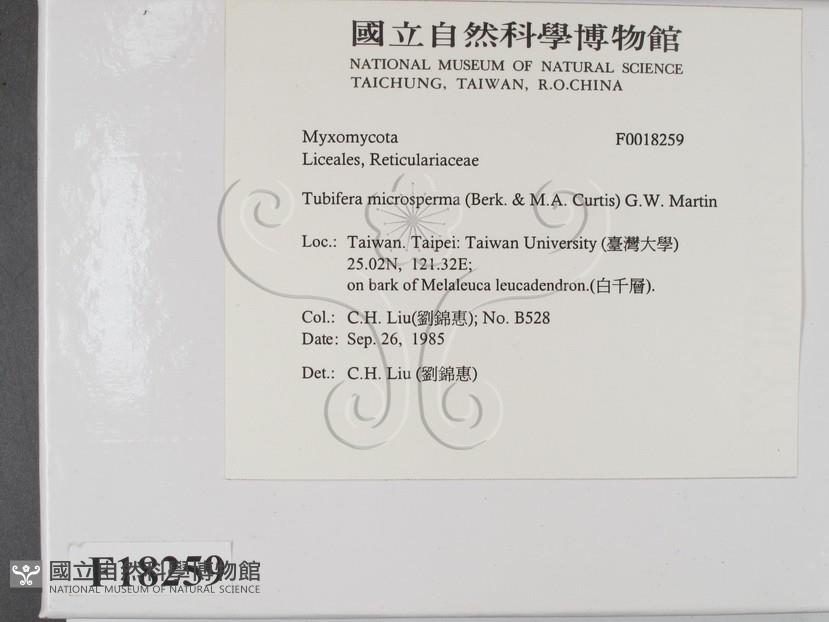 國立自然科學博物館
NATIONAL MUSEUM OF NATURAL SCIENCE
TAICHUNG, TAIWAN, R.O.CHINA
Myxomycota F0018259
Liceales, Reticulariaceae
Tubifera microsperma (Berk. & M.A. Curtis) G.W. Martin
Loc.: Taiwan. Taipei: Taiwan University (臺灣大學)
25.02N, 121.32E;
on bark of Melaleuca leucadendron.(白千層).
Col.: C.H. Liu(劉錦惠); No. B528
Date: Sep. 26, 1985
Det.: C.H. Liu (劉錦惠)
F18259
國立自然科學博物館
NATIONAL MUSEUM OF NATURAL SCIENCE